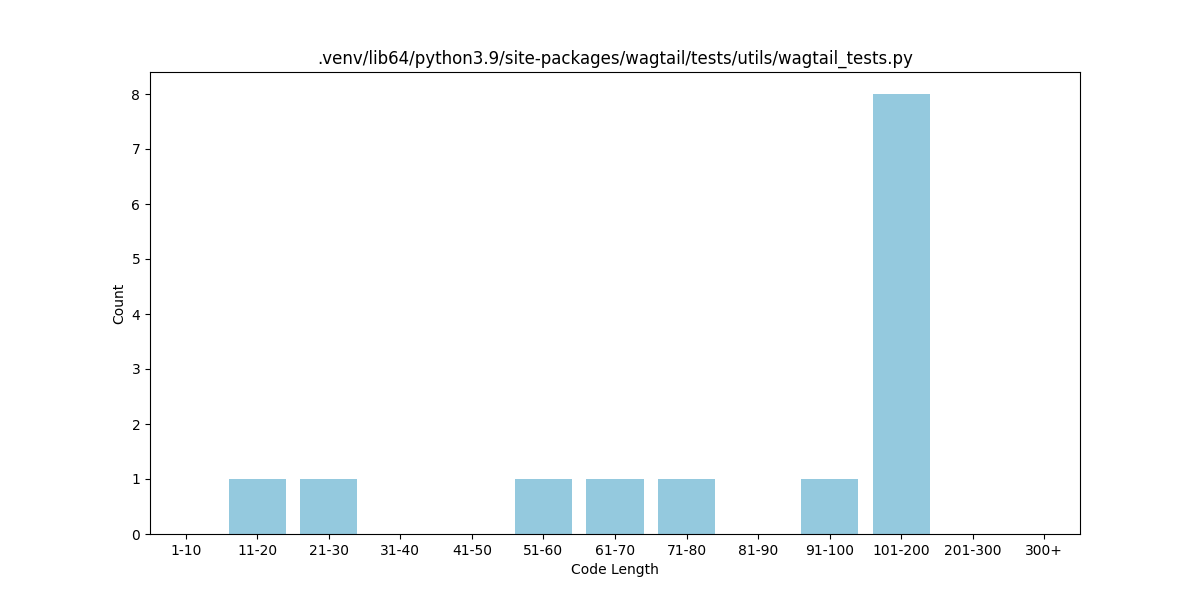 .venv/lib64/python3.9/site-packages/wagtail/tests/utils/wagtail_tests.py
8
7
6
5
4
3
2
1
0
Count
1-10 11-20 21-30 31-40 41-50 51-60 61-70 71-80 81-90 91-100 101-200 201-300 300+
Code Length